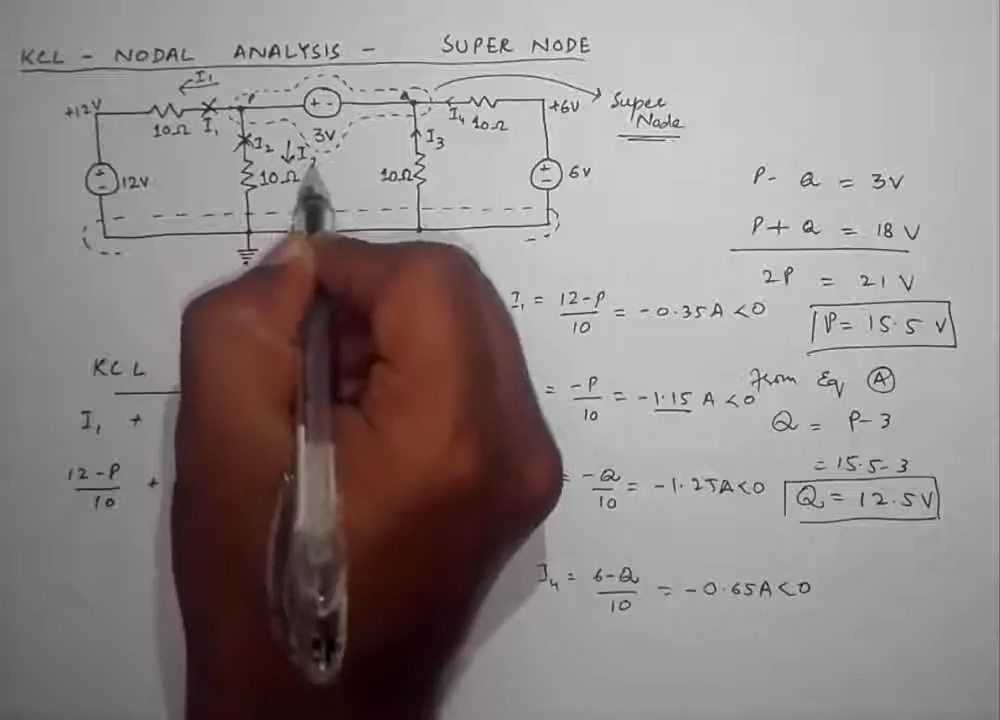 KCL - NODAL ANALYSIS - SUPER NODE
I₁
+12V
10Ω
I₁
P
+ -
3V
I₄
10Ω
+6V
Super Node
I₂
I₃
10Ω
10Ω
+ -
12V
+ -
6V
P - Q = 3V
P + Q = 18 V
2P = 21 V
P = 15.5 V
From Eq A
Q = P-3
= 15.5-3
Q = 12.5V
I₁ = 12-P/10 = -0.35A <0
= -P/10 = -1.15 A <0
= -Q/10 = -1.25A <0
I₄ = 6-Q/10 = -0.65A <0
KCL
I₁ +
12-P/10 +